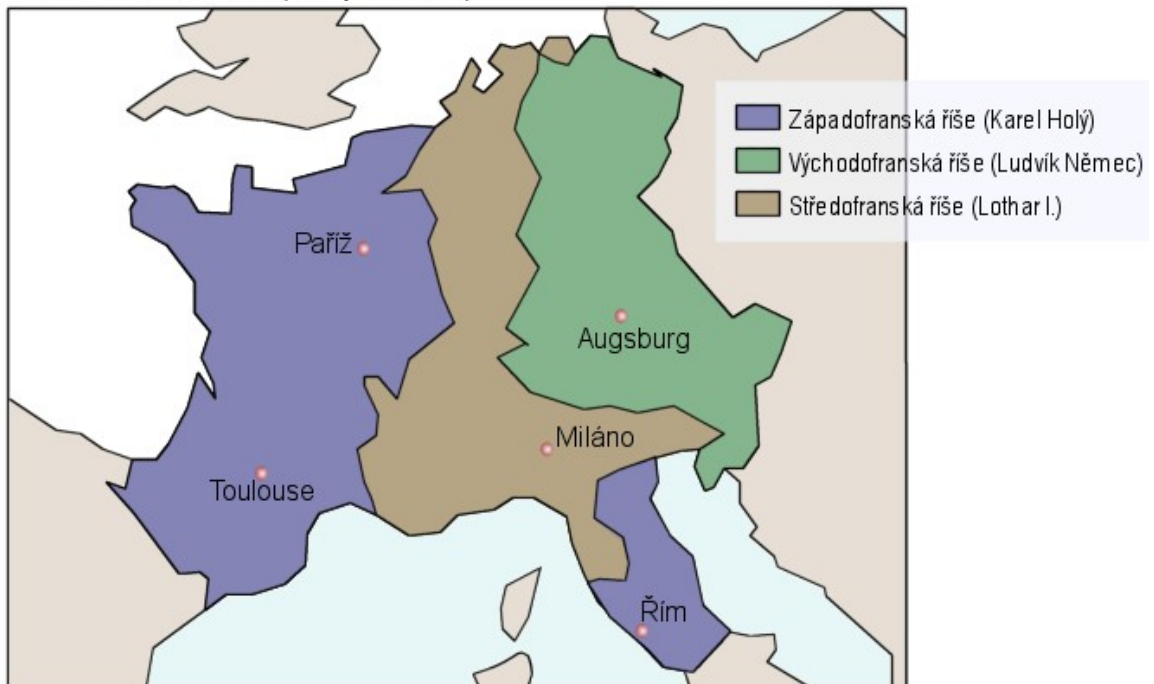 Západofranská říše (Karel Holý)
Východofranská říše (Ludvík Němec)
Středofranská říše (Lothar I.)
Paříž
Augsburg
Miláno
Toulouse
Řím